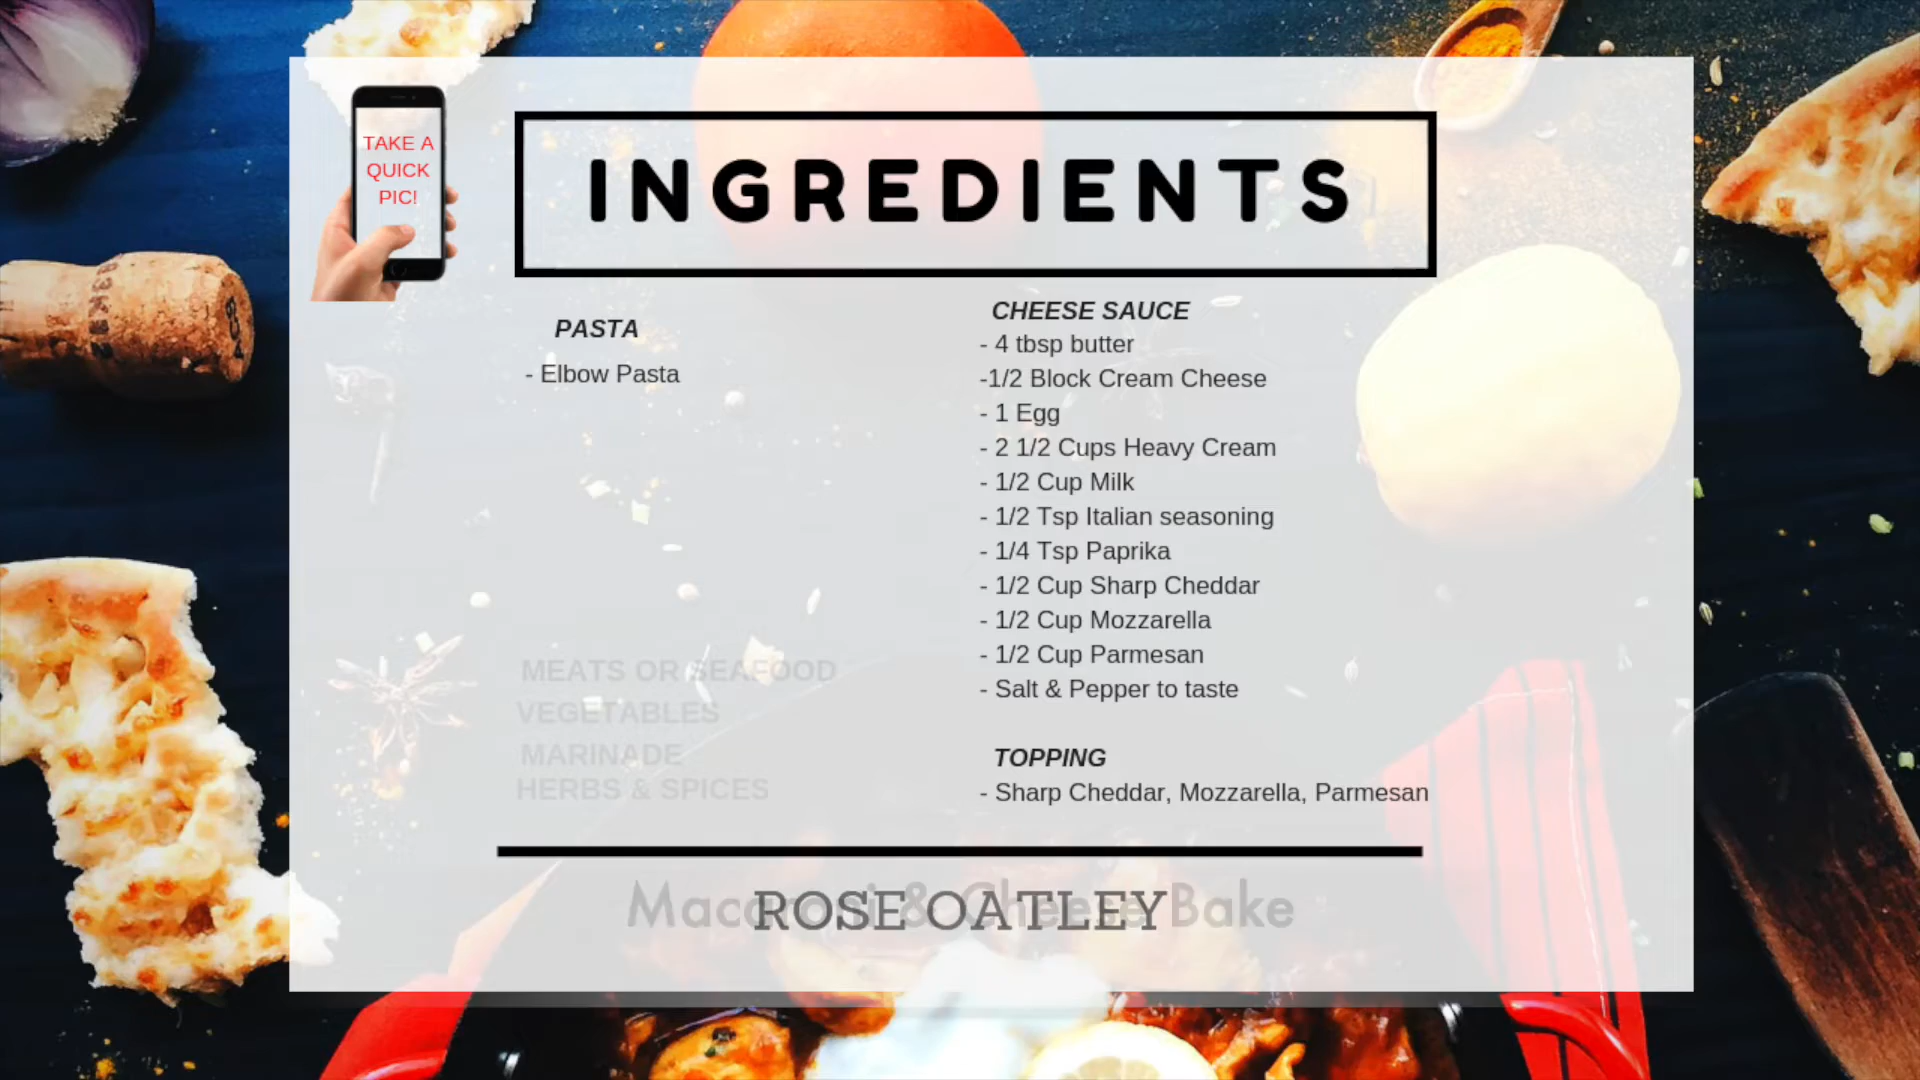 TAKE A
QUICK
PIC!
INGREDIENTS
PASTA
- Elbow Pasta
MEATS OR SEAFOOD
VEGETABLES
MARINADE
HERBS & SPICES
CHEESE SAUCE
- 4 tbsp butter
-1/2 Block Cream Cheese
- 1 Egg
- 2 1/2 Cups Heavy Cream
- 1/2 Cup Milk
- 1/2 Tsp Italian seasoning
- 1/4 Tsp Paprika
- 1/2 Cup Sharp Cheddar
- 1/2 Cup Mozzarella
- 1/2 Cup Parmesan
- Salt & Pepper to taste
TOPPING
- Sharp Cheddar, Mozzarella, Parmesan
Macaroni & Cheese Bake
ROSE OATLEY